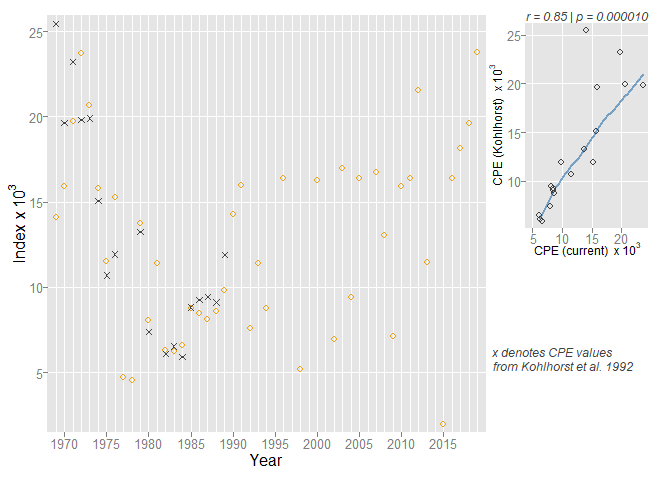 r = 0.85 | p = 0.000010
25
20
15
10
5
1970 1975 1980 1985 1990 1995 2000 2005 2010 2015
Year
Index x 10³
25
20
15
10
5 10 15 20
CPE (current) x 10³
CPE (Kohlhorst) x 10³
x denotes CPE values
from Kohlhorst et al. 1992